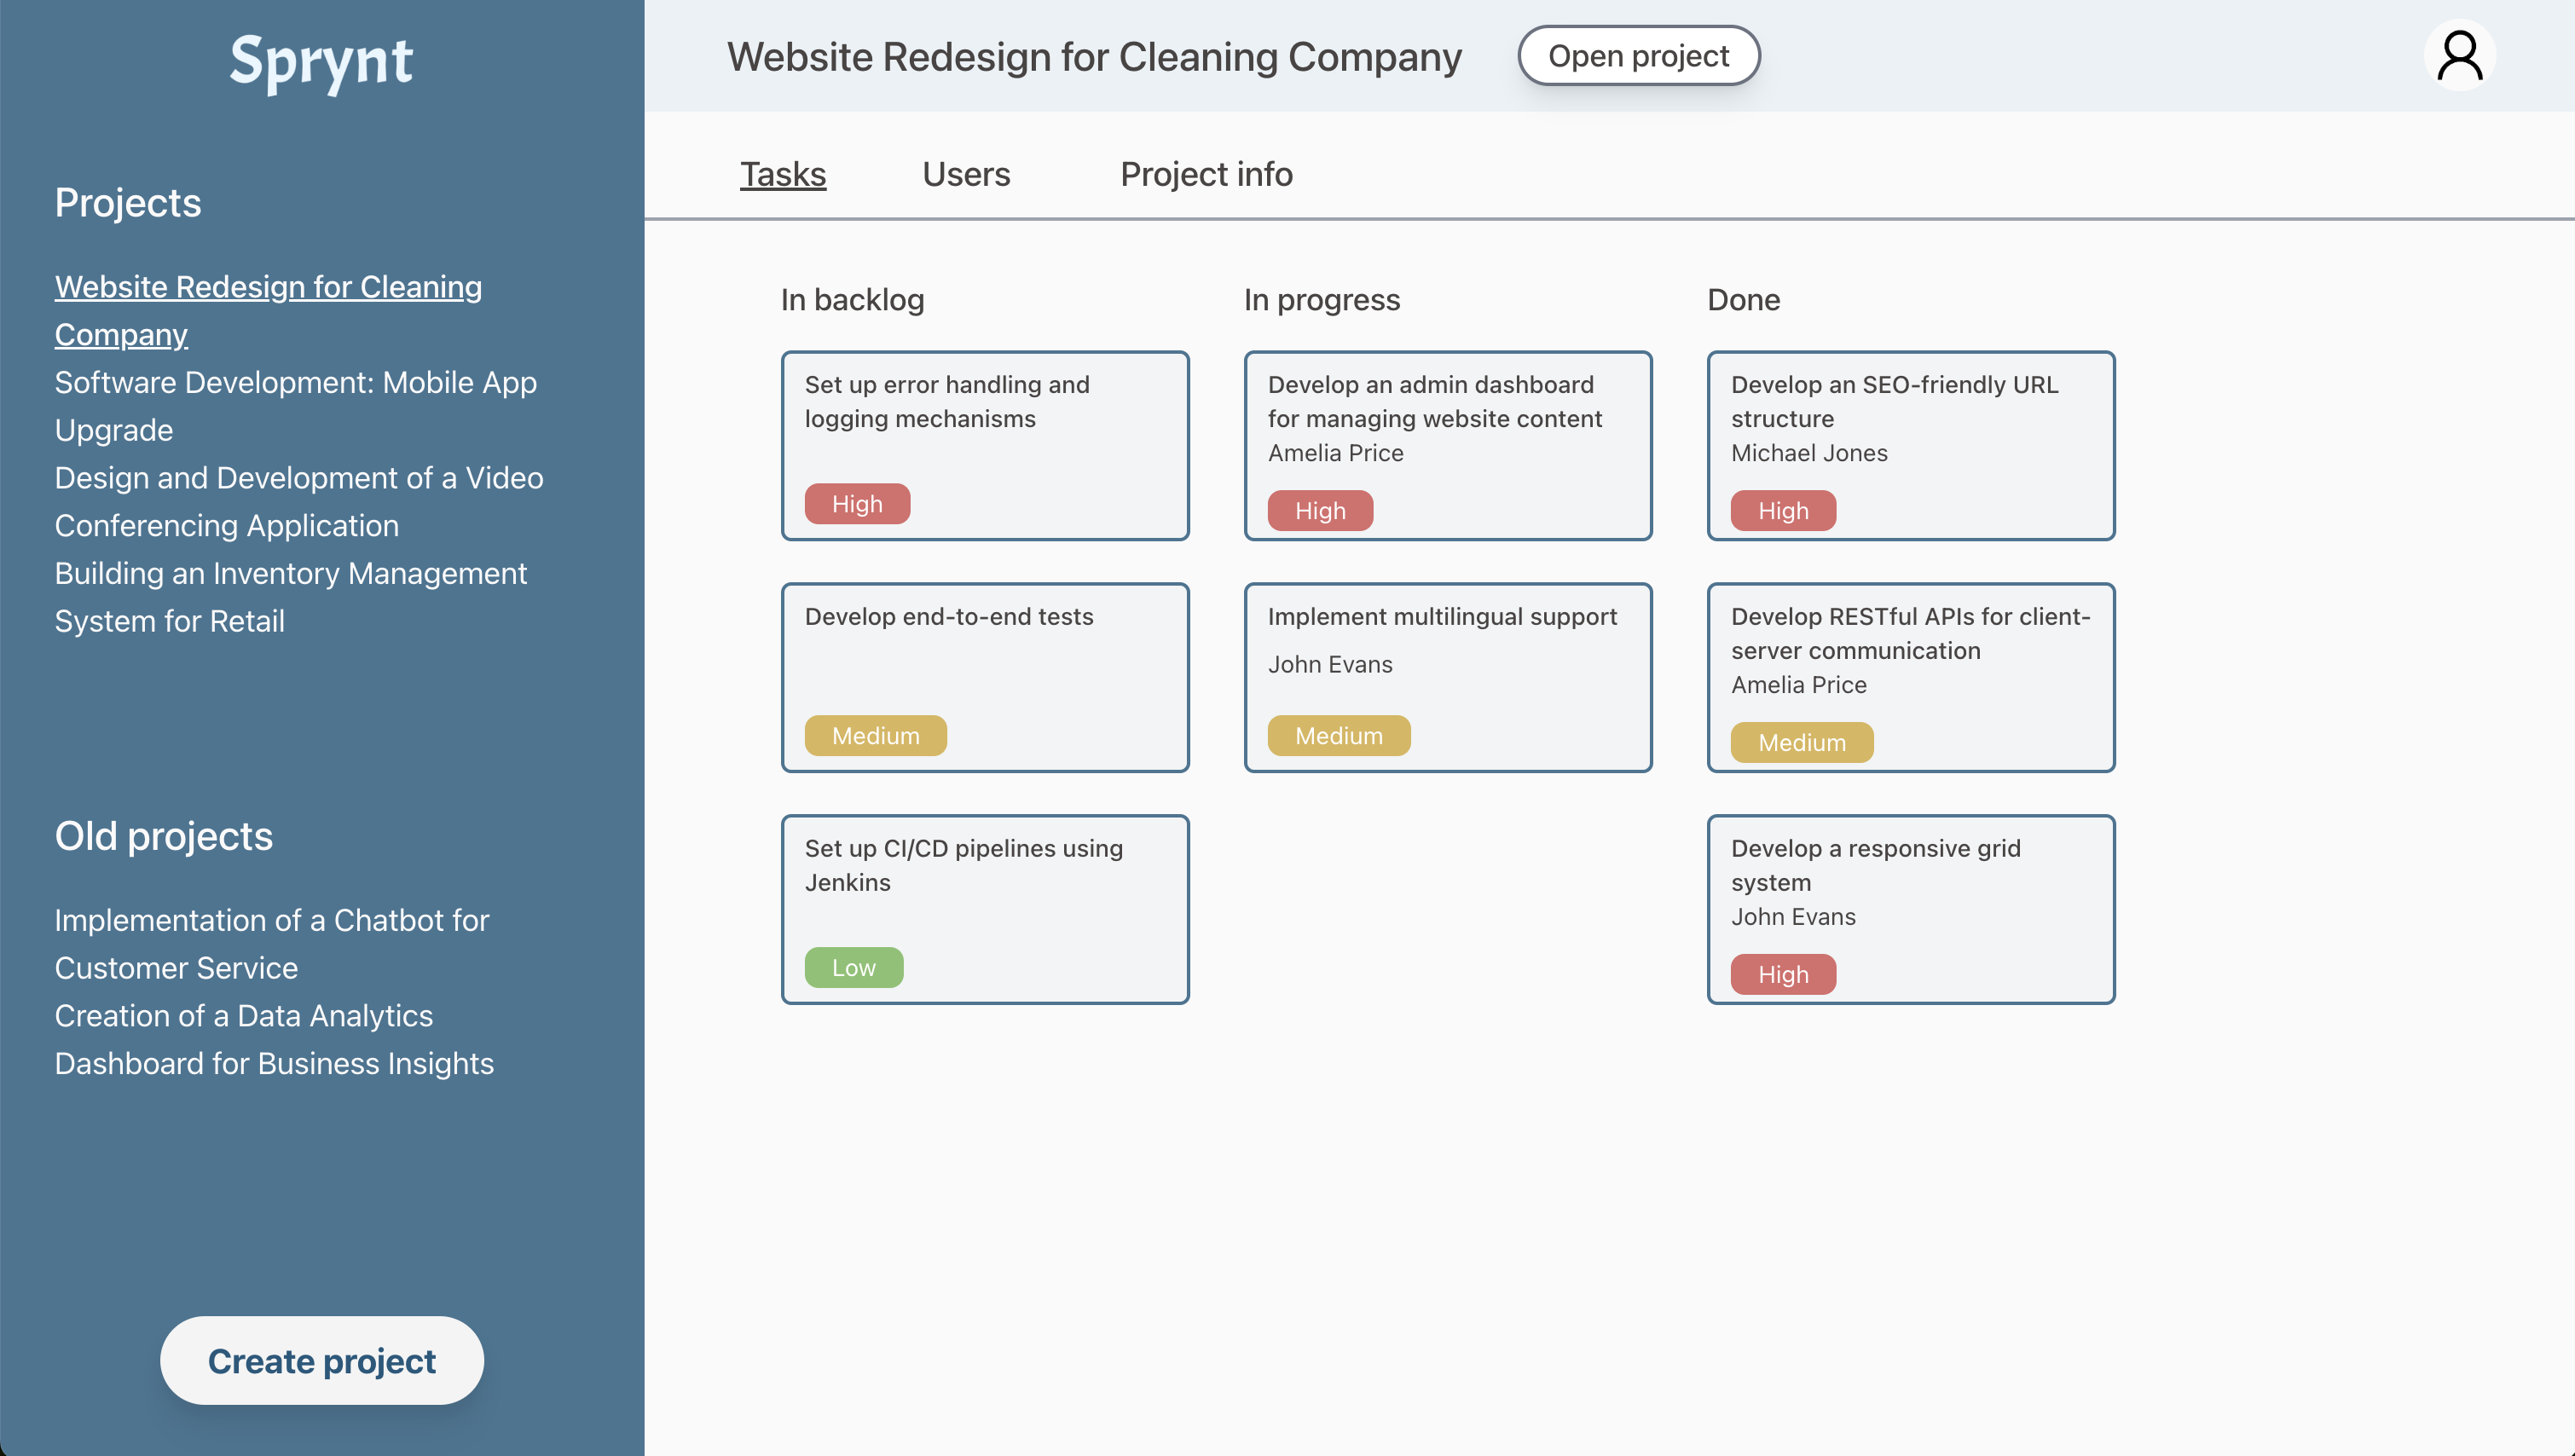 Sprynt
Projects
Website Redesign for Cleaning
Company
Software Development: Mobile App
Upgrade
Design and Development of a Video
Conferencing Application
Building an Inventory Management
System for Retail
Old projects
Implementation of a Chatbot for
Customer Service
Creation of a Data Analytics
Dashboard for Business Insights
Create project
Website Redesign for Cleaning Company
Open project
Tasks
Users
Project info
In backlog
Set up error handling and
logging mechanisms
High
Develop end-to-end tests
Medium
Set up CI/CD pipelines using
Jenkins
Low
In progress
Develop an admin dashboard
for managing website content
Amelia Price
High
Implement multilingual support
John Evans
Medium
Done
Develop an SEO-friendly URL
structure
Michael Jones
High
Develop RESTful APIs for client-
server communication
Amelia Price
Medium
Develop a responsive grid
system
John Evans
High